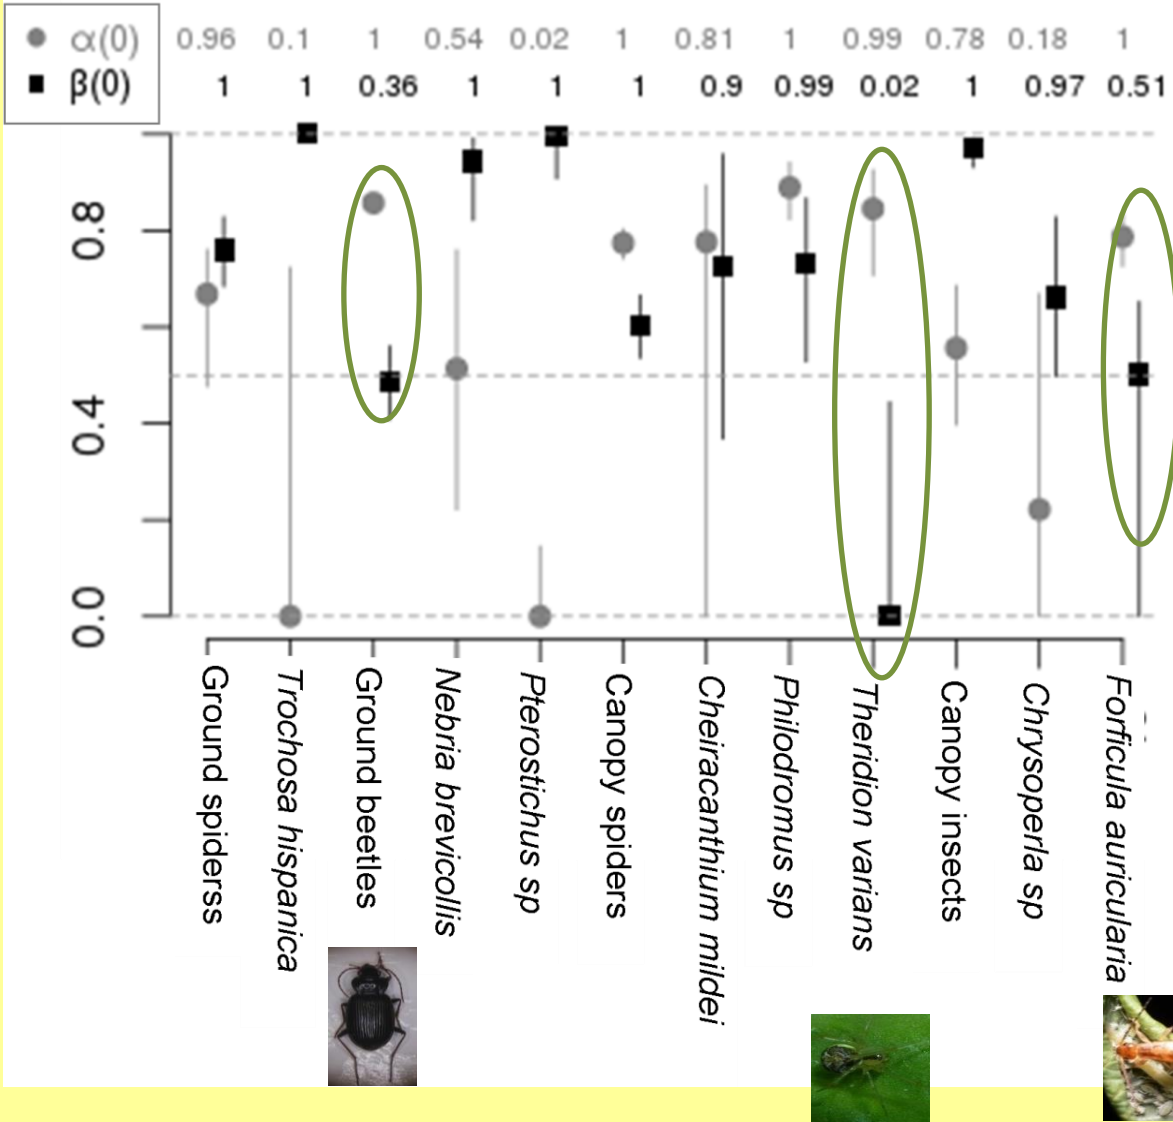 α(0) 0.96 0.1 1 0.54 0.02 1 0.81 1 0.99 0.78 0.18 1
β(0) 1 1 0.36 1 1 1 0.9 0.99 0.02 1 0.97 0.51
0.8
0.4
0.0
Ground spiderss
Trochosa hispanica
Ground beetles
Nebria brevicollis
Pterostichus sp
Canopy spiders
Cheiracanthium mildei
Philodromus sp
Theridion varians
Canopy insects
Chrysoperla sp
Forficula auricularia